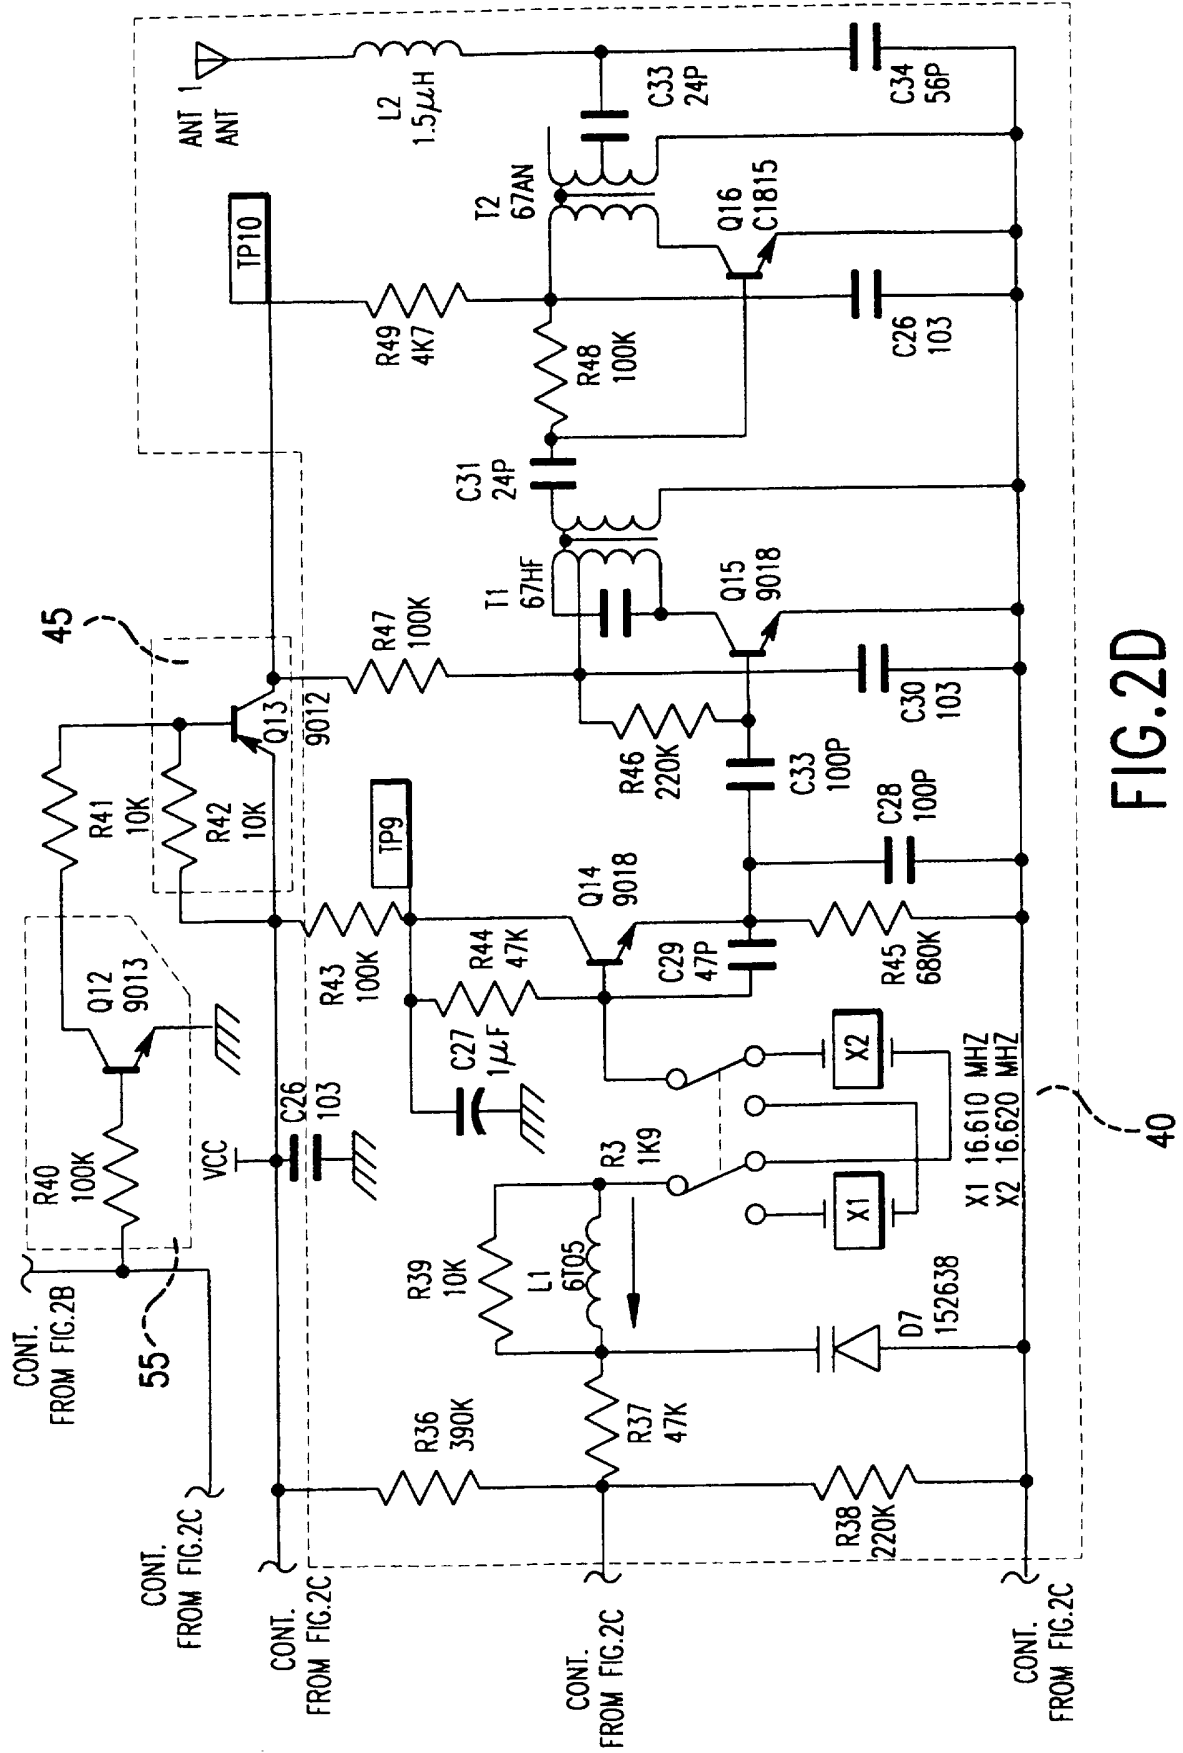 CONT.
FROM FIG.2B
CONT.
FROM FIG.2C
CONT.
FROM FIG.2C
CONT.
FROM FIG.2C
CONT.
FROM FIG.2C
55
R40
100K
Q12
9013
R41
10K
45
R42
10K
Q13
9012
VCC
C26
103
TP10
ANT 1
ANT
R36
390K
R39
10K
L1
6T05
R3
1K9
C27
1µF
R43
100K
R44
47K
TP9
Q14
9018
C29
47P
R47
100K
R46
220K
C33
100P
T1
67HF
Q15
9018
C31
24P
R49
4K7
R48
100K
T2
67AN
Q16
C1815
L2
1.5µH
C33
24P
C34
56P
R37
47K
R38
220K
D7
152638
X1
X2
X1 16.610 MHZ
X2 16.620 MHZ
R45
680K
C28
100P
C30
103
C26
103
40
FIG.2D